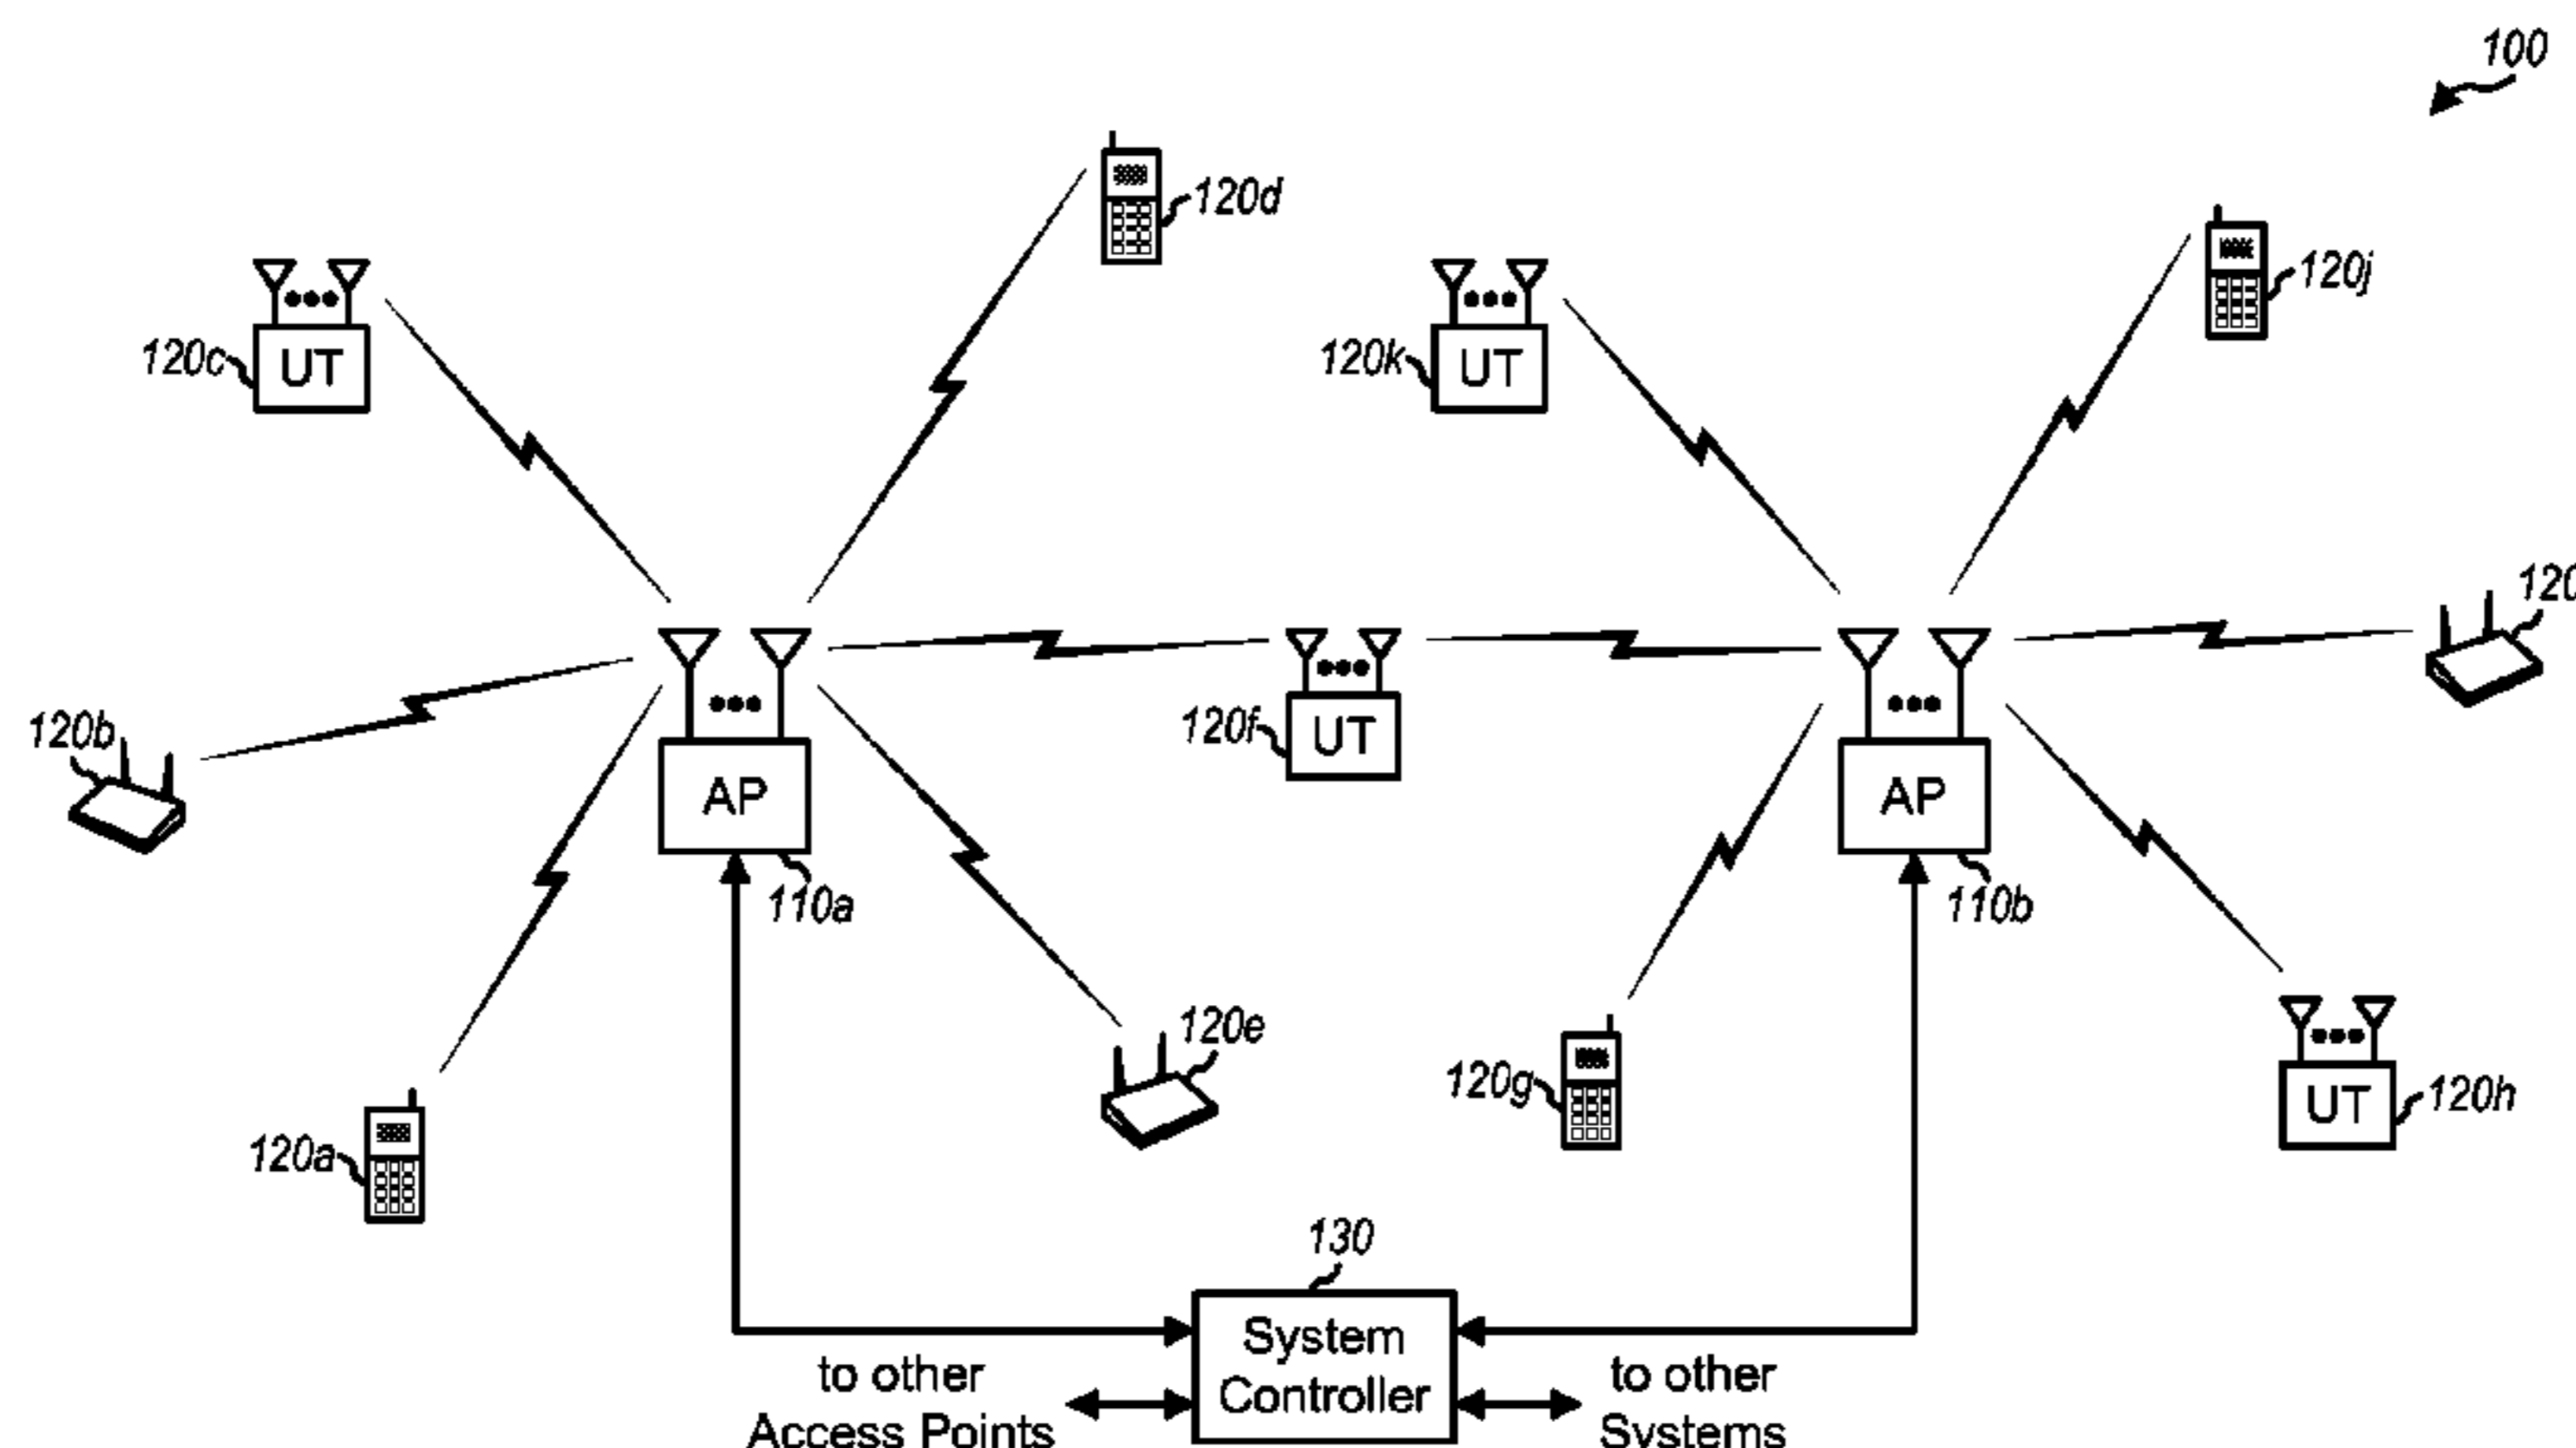 100
120d
120j
120c
UT
120k
UT
120
120b
120f
UT
AP
AP
110a
110b
120e
120g
120h
UT
120a
130
System
Controller
to other
Access Points
to other
Systems